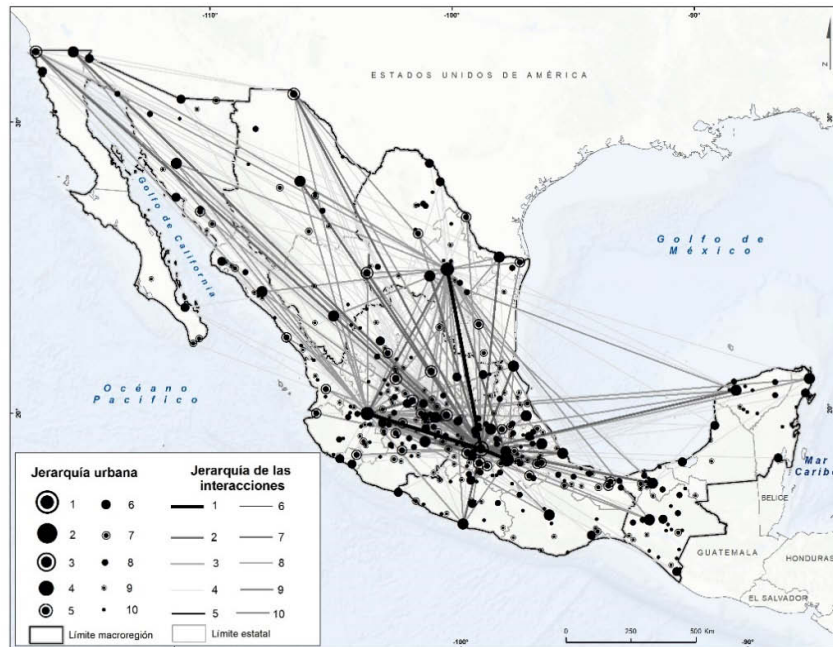 -110°
-100°
-90°
ESTADOS UNIDOS DE AMÉRICA
N
30°
30°
Golfo de California
Golfo de
México
Océano
Pacífico
20°
20°
Mar
Caribe
BELICE
GUATEMALA
HONDURAS
EL SALVADOR
Jerarquía urbana
Jerarquía de las
interacciones
1 6 1 6
2 7 2 7
3 8 3 8
4 9 4 9
5 10 5 10
Límite macroregión Límite estatal
0 250 500 Km
-100°
-90°